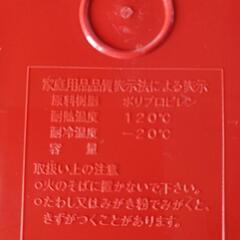 家庭用品品質表示法による表示
原料樹脂 ポリプロピレン
耐熱温度 120℃
耐冷温度 -20℃
容量
取扱い上の注意
○火のそばに置かないで下さい。
○たわし又はみがき粉でみがくと、
きずがつくことがあります。